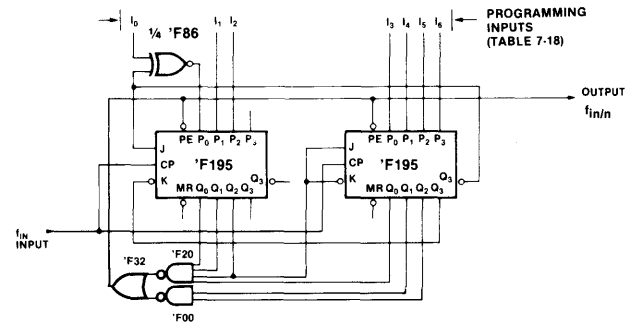 I0 I1 I2 I3 I4 I5 I6
PROGRAMMING
INPUTS
(TABLE 7-18)
¼ 'F86
OUTPUT
fin/n
PE P0 P1 P2 P3
J
'F195
CP
K
Q3
MR Q0 Q1 Q2 Q3
PE P0 P1 P2 P3
J
'F195
CP
K
Q3
MR Q0 Q1 Q2 Q3
fIN
INPUT
'F32
'F20
'F00